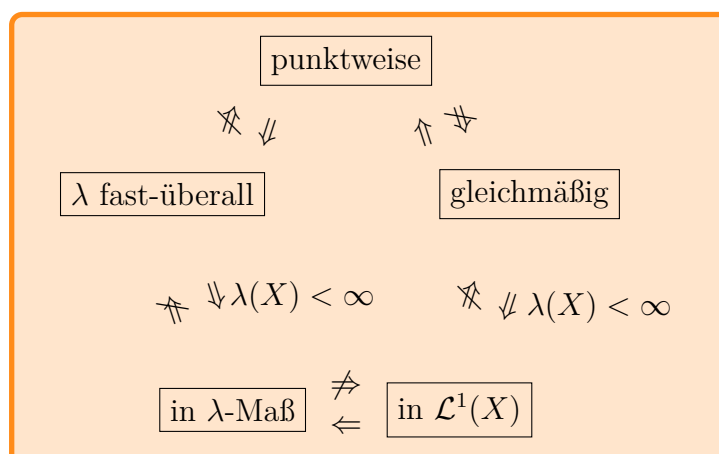 punktweise
⇏ ⇓ ⇑ ⇏
λ fast-überall gleichmäßig
⇏ ⇓ λ(X) < ∞ ⇏ ⇓ λ(X) < ∞
⇏
in λ-Maß ⇐ in ℒ¹(X)